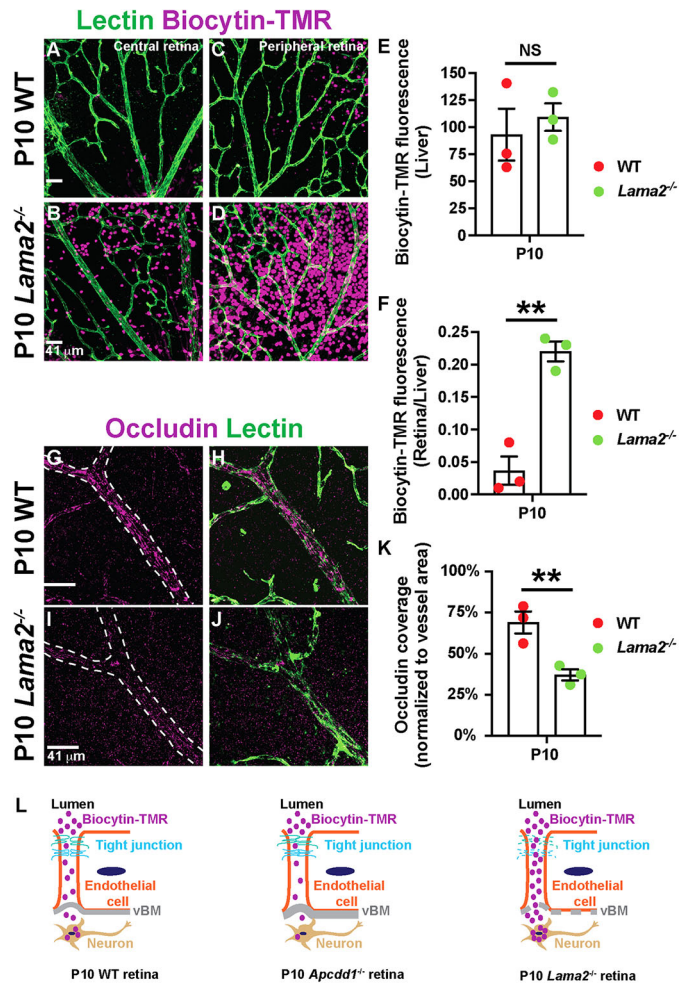 Lectin Biocytin-TMR
P10 WT
P10 Lama2-/-
A
Central retina
C
Peripheral retina
B
41 µm
D
E
NS
Biocytin-TMR fluorescence
(Liver)
150
125
100
75
50
25
0
P10
WT
Lama2-/-
F
**
Biocytin-TMR fluorescence
(Retina/Liver)
0.25
0.20
0.15
0.10
0.05
0.00
P10
WT
Lama2-/-
Occludin Lectin
P10 WT
P10 Lama2-/-
G
H
I
41 µm
J
K
**
Occludin coverage
(normalized to vessel area)
100%
75%
50%
25%
0%
P10
WT
Lama2-/-
L
Lumen
Biocytin-TMR
Tight junction
Endothelial
cell
vBM
Neuron
P10 WT retina
Lumen
Biocytin-TMR
Tight junction
Endothelial
cell
vBM
Neuron
P10 Apcdd1-/- retina
Lumen
Biocytin-TMR
Tight junction
Endothelial
cell
vBM
Neuron
P10 Lama2-/- retina